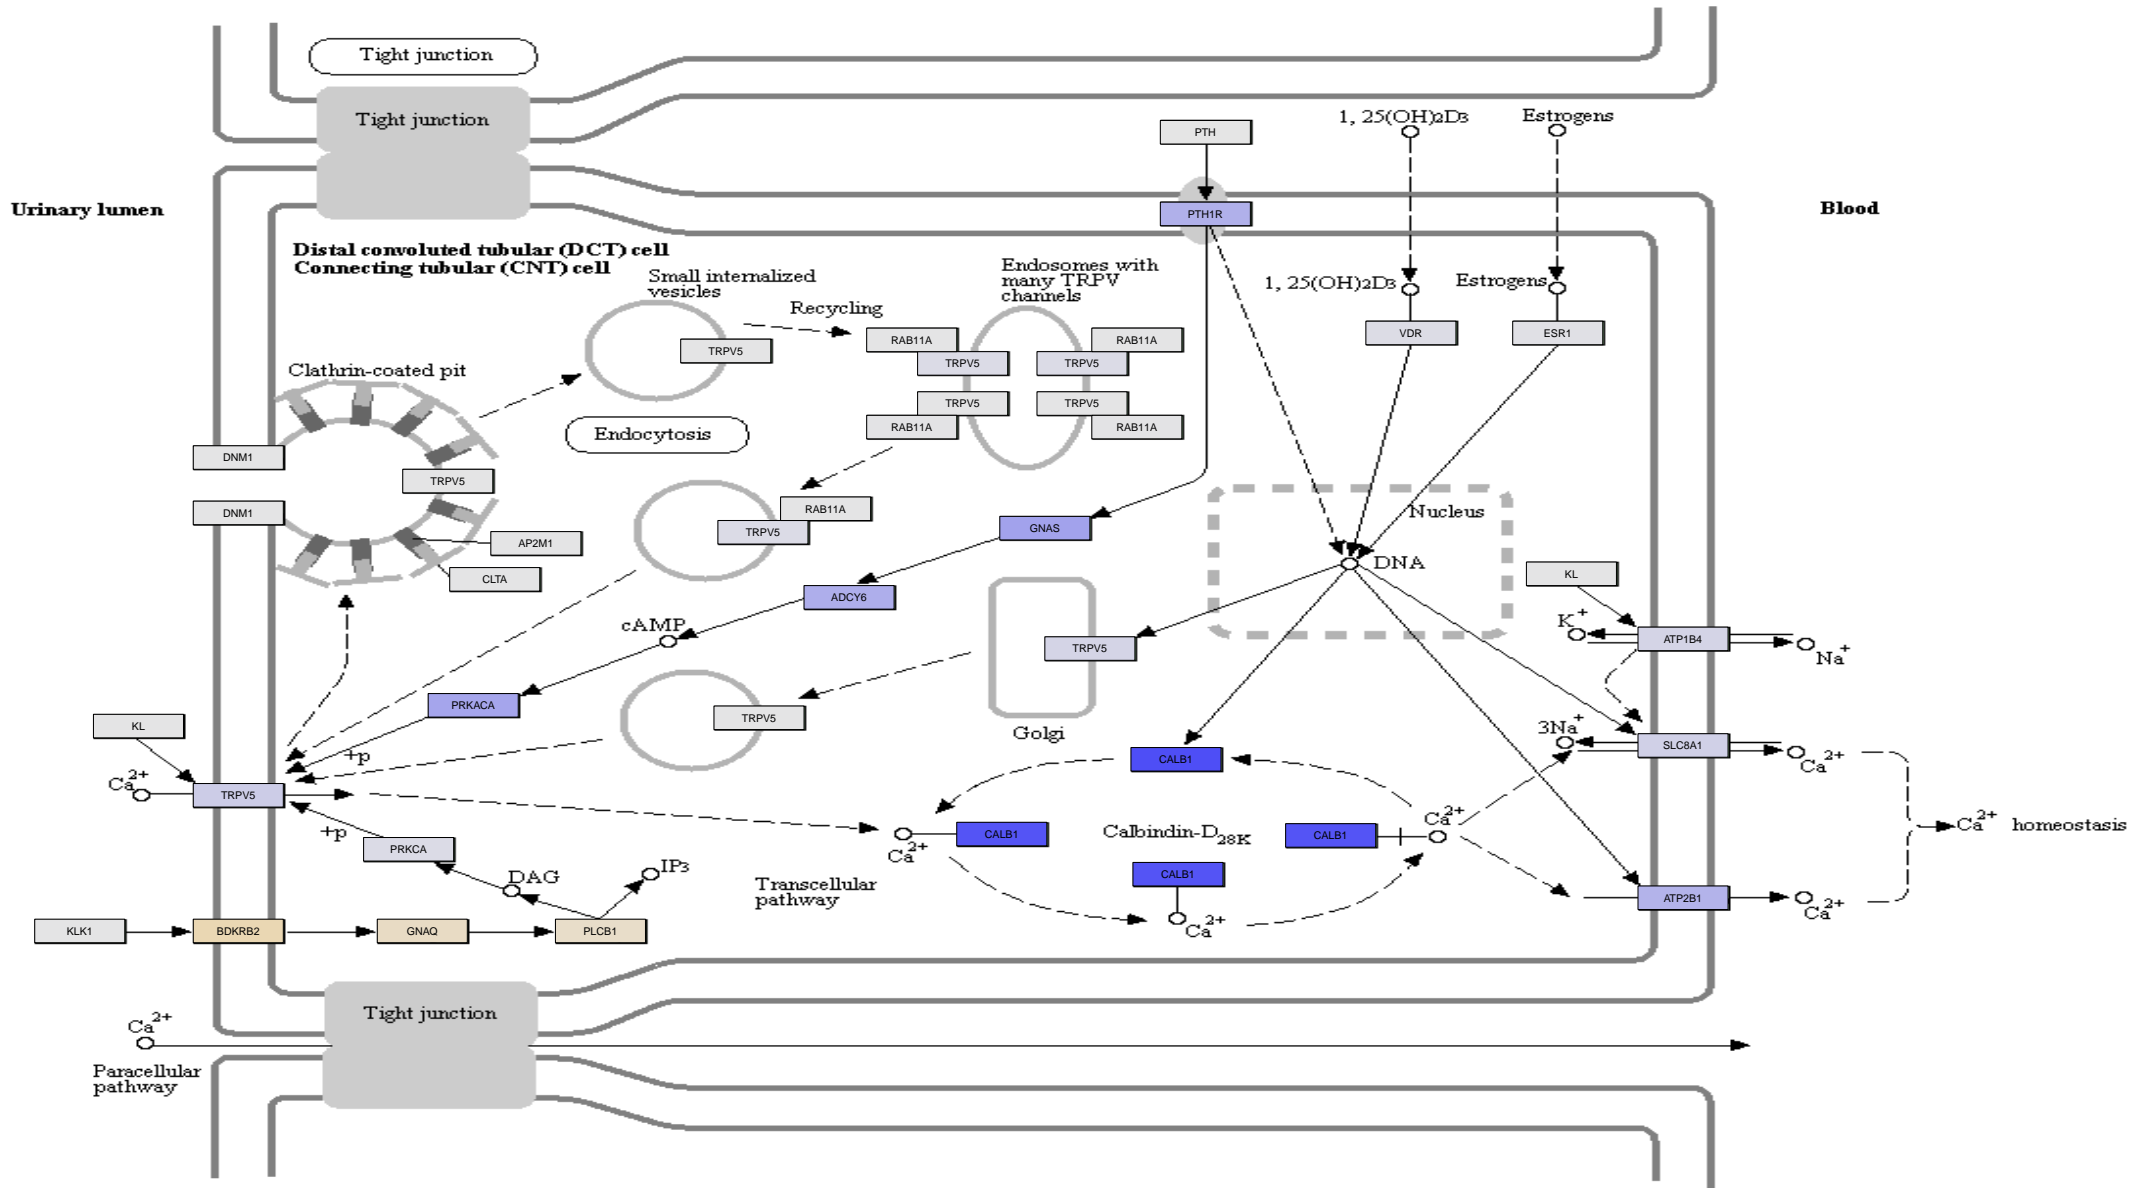 Tight junction
Tight junction
PTH
1, 25(OH)2D3
Estrogens
Urinary lumen
PTH1R
Blood
Distal convoluted tubular (DCT) cell
Connecting tubular (CNT) cell
Small internalized
vesicles
Endosomes with
many TRPV
channels
1, 25(OH)2D3
Estrogens
Recycling
RAB11A
RAB11A
VDR
ESR1
TRPV5
TRPV5
TRPV5
Clathrin-coated pit
TRPV5
TRPV5
RAB11A
RAB11A
Endocytosis
DNM1
TRPV5
DNM1
RAB11A
TRPV5
GNAS
Nucleus
AP2M1
CLTA
DNA
KL
ADCY6
cAMP
K+
ATP1B4
Na+
TRPV5
PRKACA
TRPV5
KL
Golgi
3Na+
SLC8A1
Ca2+
+p
CALB1
Ca2+
TRPV5
Ca2+
Ca2+ homeostasis
+p
CALB1
Ca2+
Calbindin-D28K
CALB1
PRKCA
IP3
DAG
CALB1
Transcellular
pathway
ATP2B1
Ca2+
Ca2+
KLK1
BDKRB2
GNAQ
PLCB1
Tight junction
Ca2+
Paracellular
pathway